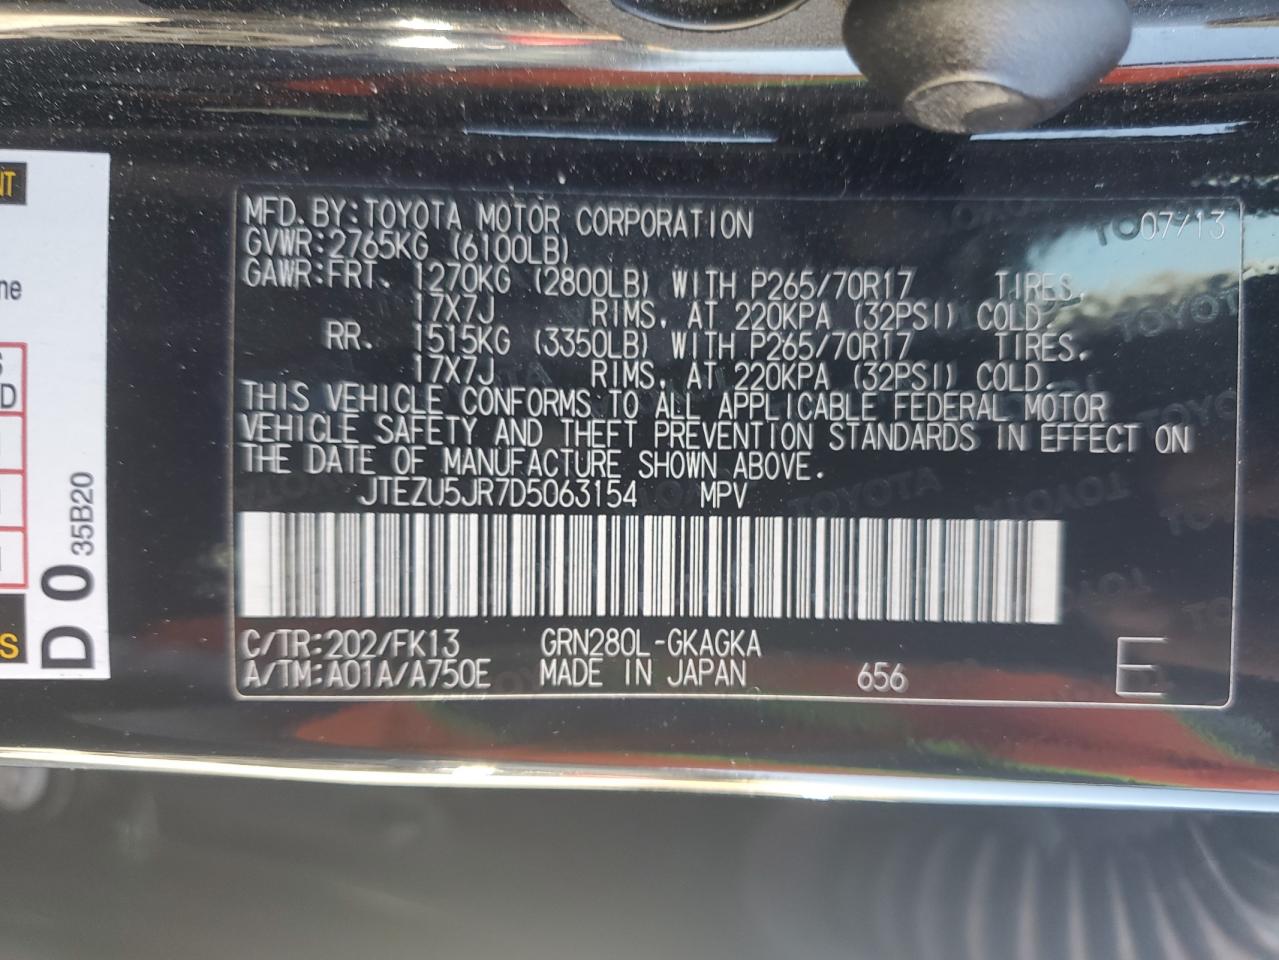 MFD. BY: TOYOTA MOTOR CORPORATION 07/13
GVWR: 2765KG (6100LB)
GAWR: FRT. 1270KG (2800LB) WITH P265/70R17 TIRES,
17X7J RIMS, AT 220KPA (32PSI) COLD.
RR. 1515KG (3350LB) WITH P265/70R17 TIRES.
17X7J RIMS, AT 220KPA (32PSI) COLD.
THIS VEHICLE CONFORMS TO ALL APPLICABLE FEDERAL MOTOR
VEHICLE SAFETY AND THEFT PREVENTION STANDARDS IN EFFECT ON
THE DATE OF MANUFACTURE SHOWN ABOVE.
JTEZU5JR7D5063154 MPV
C/TR: 202/FK13 GRN280L-GKAGKA
A/TM: A01A/A750E MADE IN JAPAN 656 E
D 0 35B20